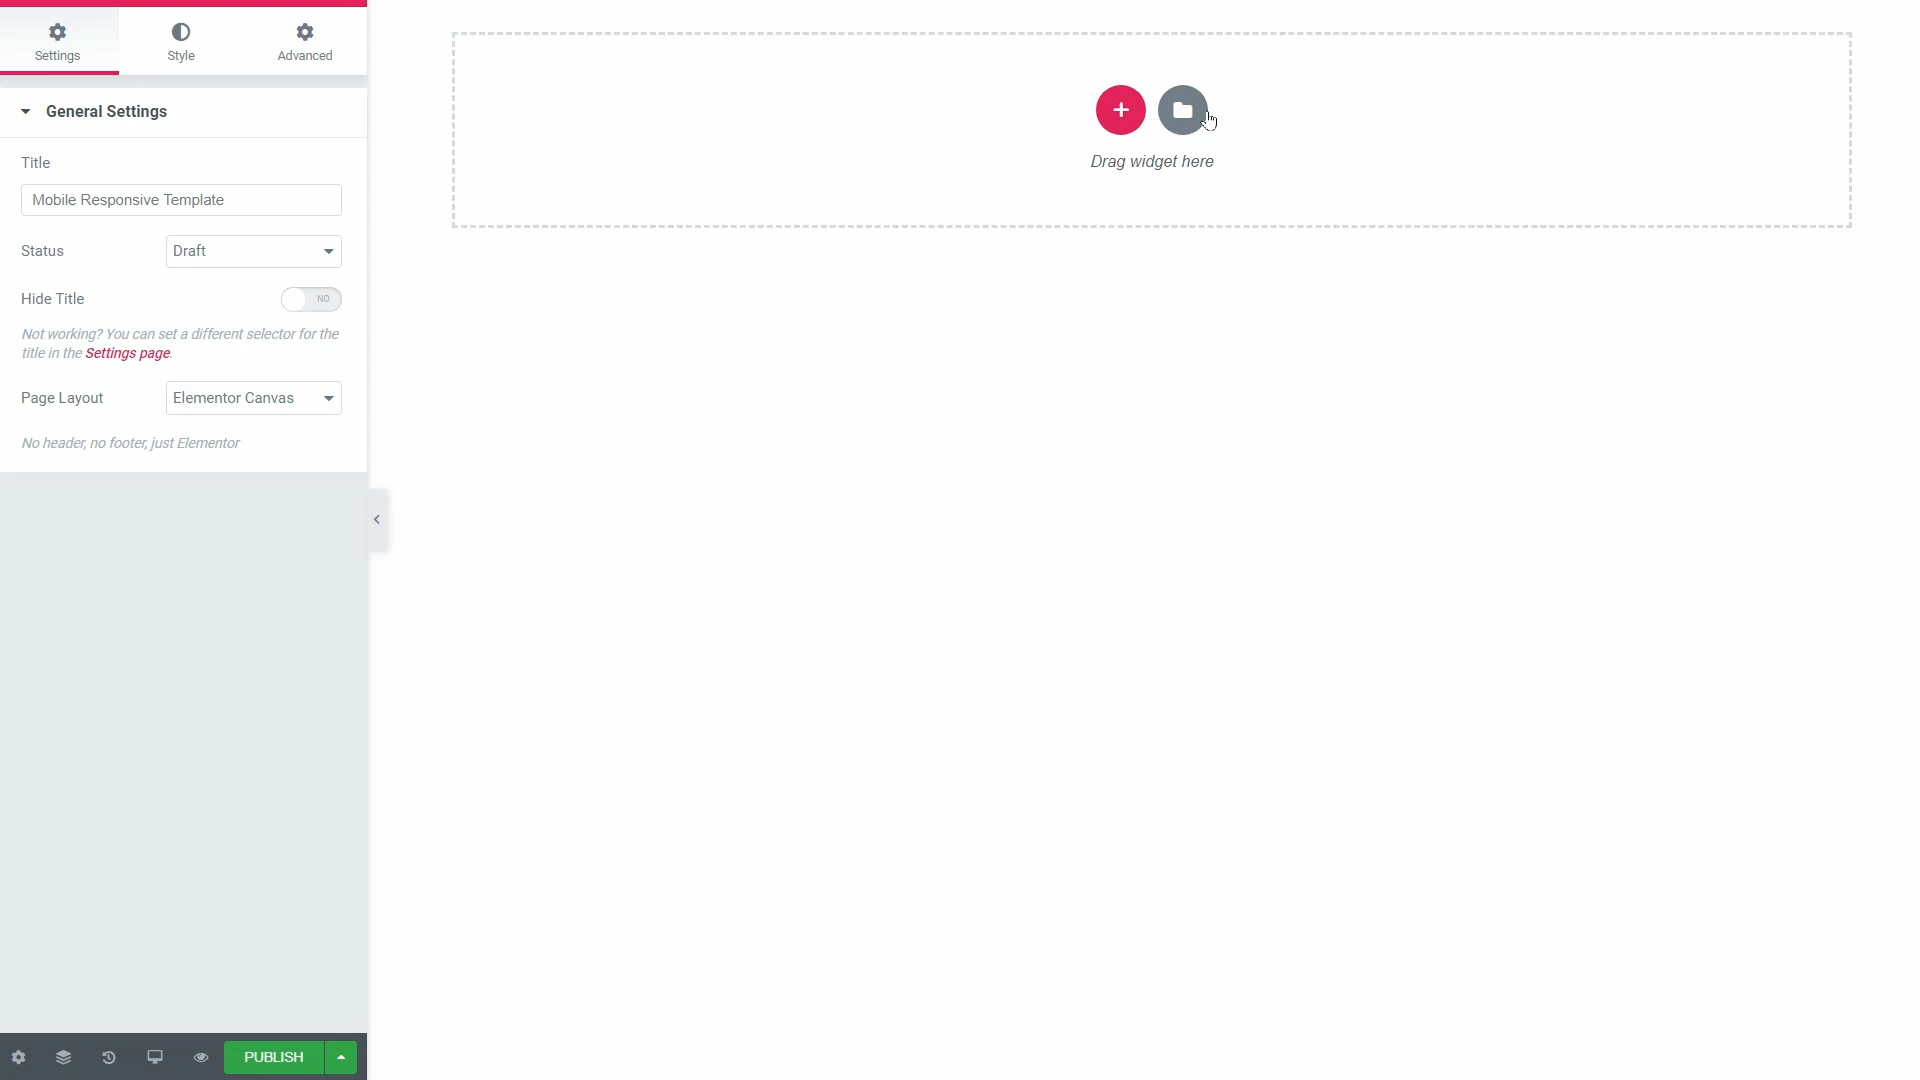 Settings
Style
Advanced
General Settings
Title
Mobile Responsive Template
Status
Draft
Hide Title
NO
Not working? You can set a different selector for the
title in the Settings page.
Page Layout
Elementor Canvas
No header, no footer, just Elementor
PUBLISH
Drag widget here